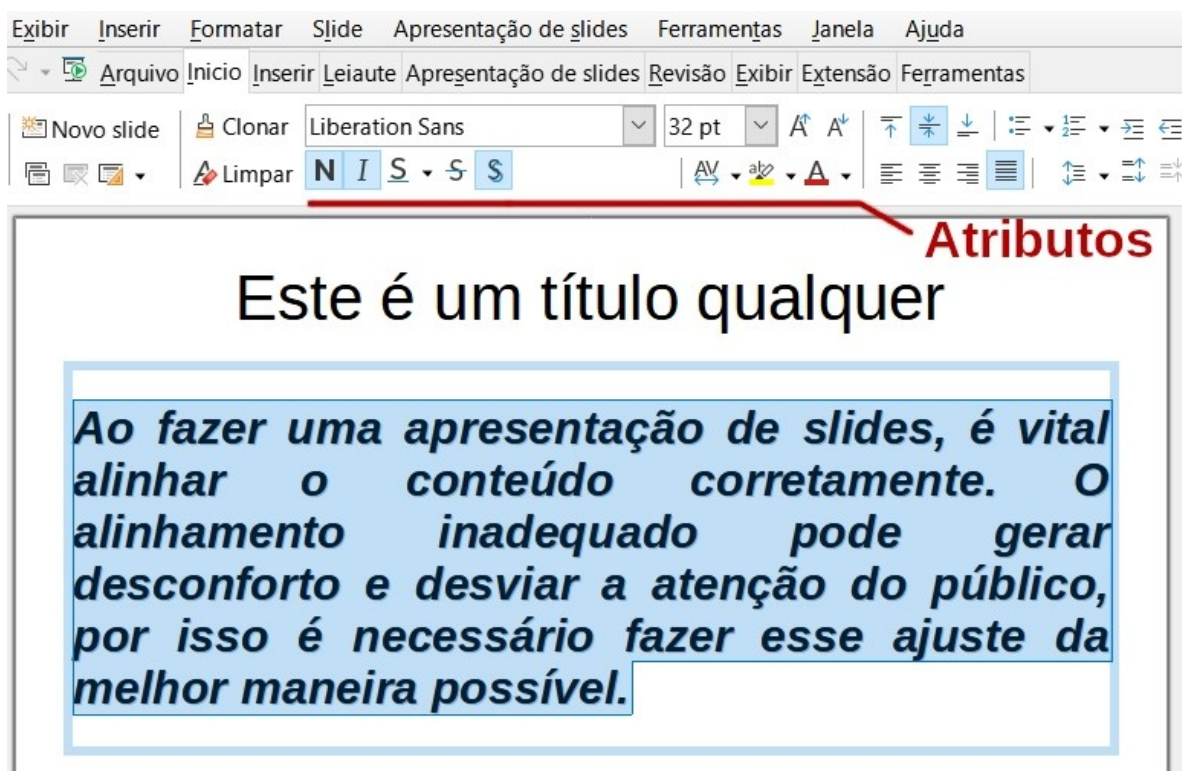 Exibir Inserir Formatar Slide Apresentação de slides Ferramentas Janela Ajuda
Arquivo Inicio Inserir Leiaute Apresentação de slides Revisão Exibir Extensão Ferramentas
Novo slide Clonar Liberation Sans 32 pt A A
Limpar N I S S S AV ab A
Atributos
Este é um título qualquer
Ao fazer uma apresentação de slides, é vital
alinhar o conteúdo corretamente. O
alinhamento inadequado pode gerar
desconforto e desviar a atenção do público,
por isso é necessário fazer esse ajuste da
melhor maneira possível.